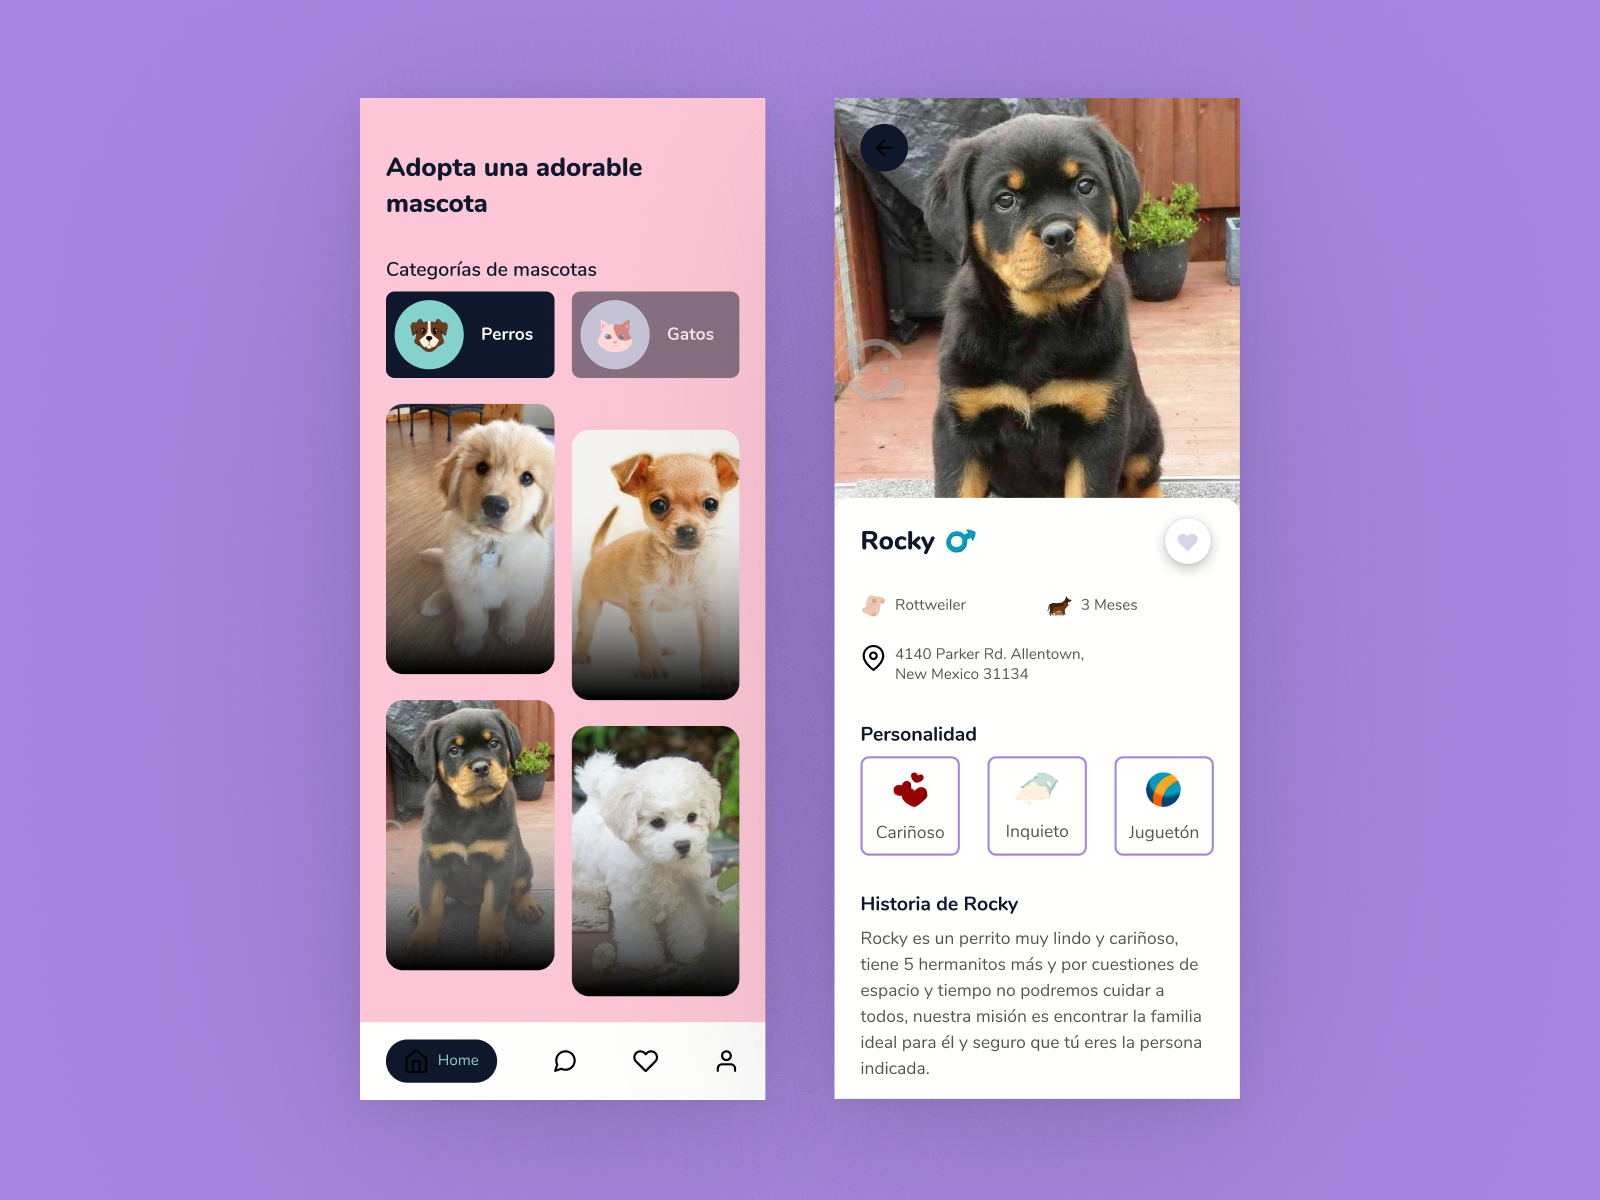 Adopta una adorable
mascota
Categorías de mascotas
Perros
Gatos
Home
Rocky
Rottweiler
3 Meses
4140 Parker Rd. Allentown,
New Mexico 31134
Personalidad
Cariñoso
Inquieto
Juguetón
Historia de Rocky
Rocky es un perrito muy lindo y cariñoso,
tiene 5 hermanitos más y por cuestiones de
espacio y tiempo no podremos cuidar a
todos, nuestra misión es encontrar la familia
ideal para él y seguro que tú eres la persona
indicada.